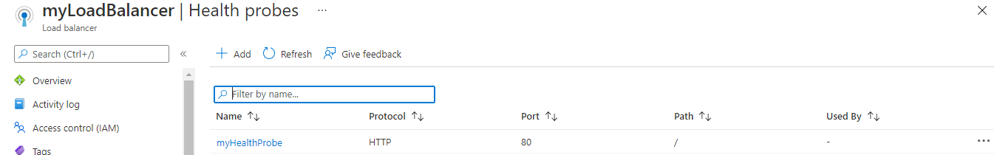 myLoadBalancer | Health probes ...
Load balancer
Search (Ctrl+/) «
Add Refresh Give feedback
Overview
Activity log
Access control (IAM)
Tags
Filter by name...
Name ↑↓ Protocol ↑↓ Port ↑↓ Path ↑↓ Used By ↑↓
myHealthProbe HTTP 80 / - ...